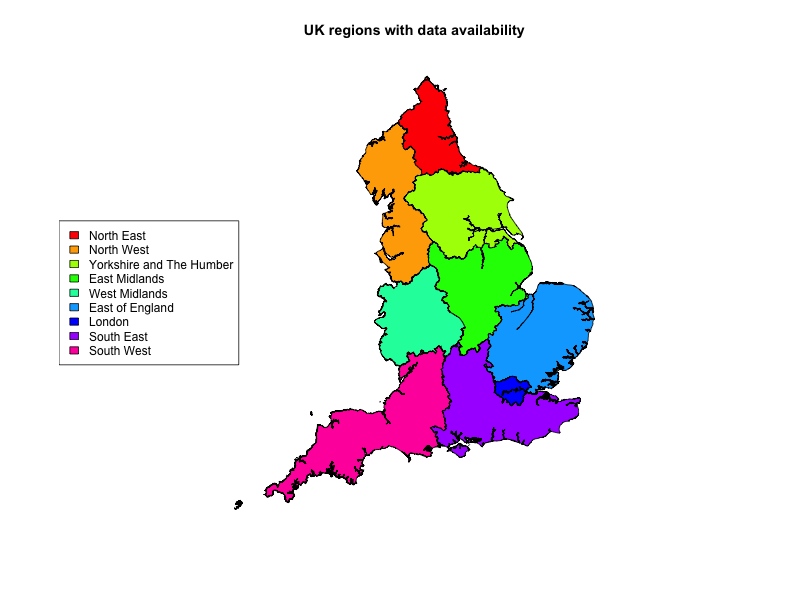 UK regions with data availability
North East
North West
Yorkshire and The Humber
East Midlands
West Midlands
East of England
London
South East
South West